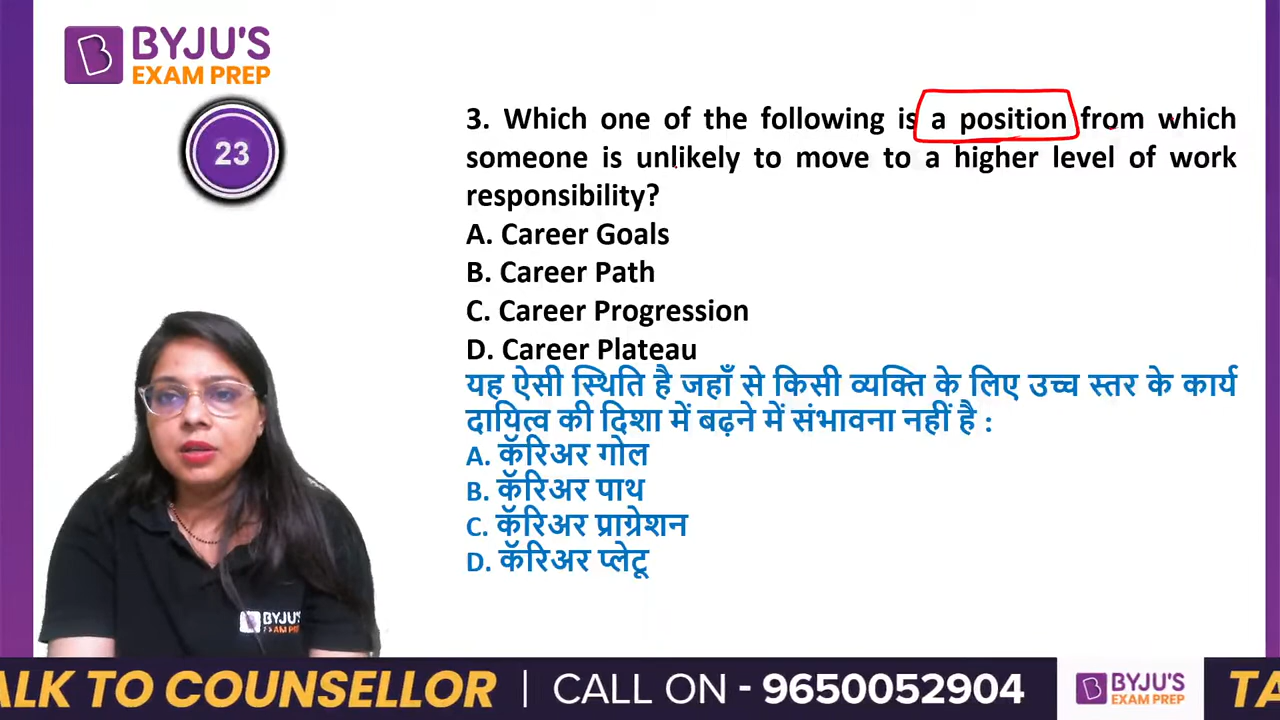 BYJU'S
EXAM PREP
23
3. Which one of the following is a position from which
someone is unlikely to move to a higher level of work
responsibility?
A. Career Goals
B. Career Path
C. Career Progression
D. Career Plateau
यह ऐसी स्थिति है जहाँ से किसी व्यक्ति के लिए उच्च स्तर के कार्य
दायित्व की दिशा में बढ़ने में संभावना नहीं है :
A. कॅरिअर गोल
B. कॅरिअर पाथ
C. कॅरिअर प्राग्रेशन
D. कॅरिअर प्लेटू
BYJU'S
EXAM PREP
ALK TO COUNSELLOR | CALL ON - 9650052904
BYJU'S
EXAM PREP
TA